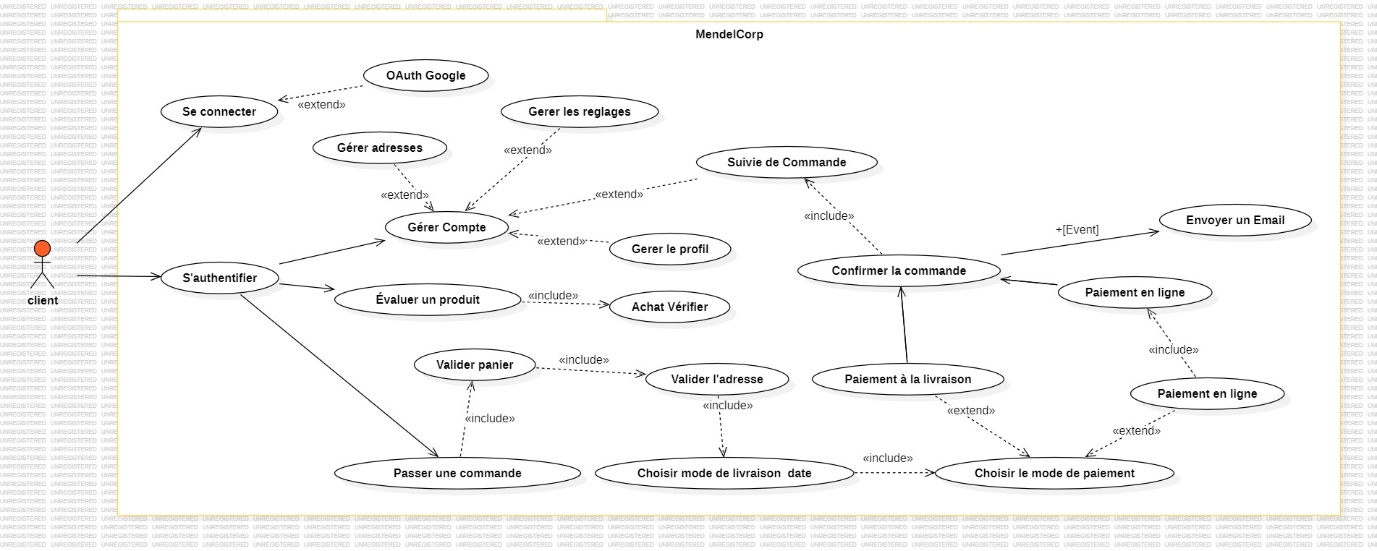 MendelCorp
OAuth Google
«extend»
Se connecter
Gerer les reglages
Gérer adresses
«extend»
Suivie de Commande
«extend»
«extend»
«include»
Envoyer un Email
Gérer Compte
+[Event]
«extend»
Gerer le profil
client
S'authentifier
Confirmer la commande
Évaluer un produit
«include»
Achat Vérifier
Paiement en ligne
Valider panier
«include»
«include»
Valider l'adresse
Paiement à la livraison
Paiement en ligne
«include»
«include»
«extend»
«extend»
Passer une commande
Choisir mode de livraison  date
«include»
Choisir le mode de paiement
UNREGISTERED